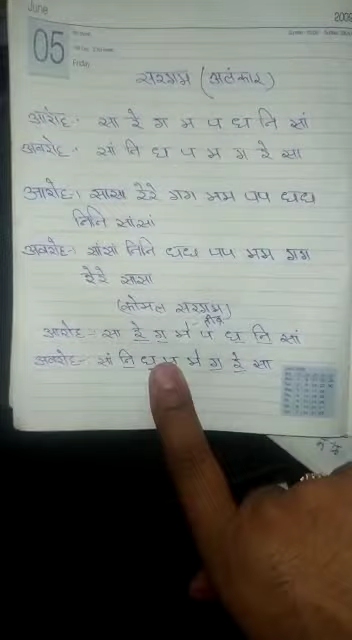 June
2009
05
Friday
सरगम (अलंकार)
आरोह:- सा रे ग म प ध नि सां
अवरोह:- सां नि ध प म ग रे सा
आरोह:- सासा रेरे गग मम पप धध
निनि सांसां
अवरोह:- सांसां निनि धध पप मम गग
रेरे सासा
(कोमल सरगम)
तीव्र
आरोह:- सा रे ग मे प ध नि सां
अवरोह:- सां नि ध प मे ग रे सा